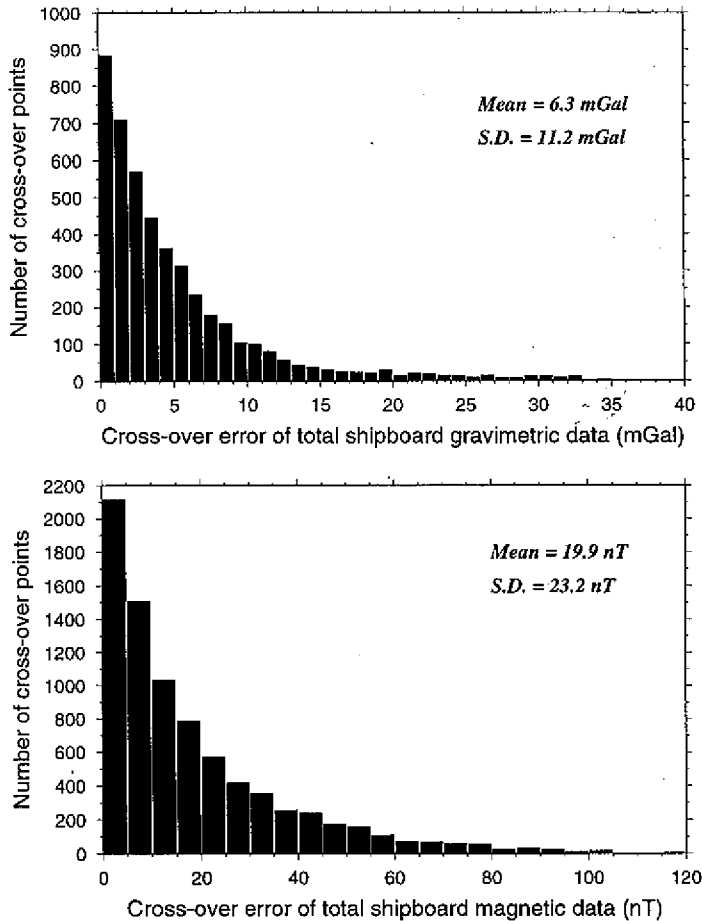 1000
900
800
700
600
500
400
300
200
100
0
Number of cross-over points
Mean = 6.3 mGal
S.D. = 11.2 mGal
0 5 10 15 20 25 30 35 40
Cross-over error of total shipboard gravimetric data (mGal)
2200
2000
1800
1600
1400
1200
1000
800
600
400
200
0
Number of cross-over points
Mean = 19.9 nT
S.D. = 23.2 nT
0 20 40 60 80 100 120
Cross-over error of total shipboard magnetic data (nT)